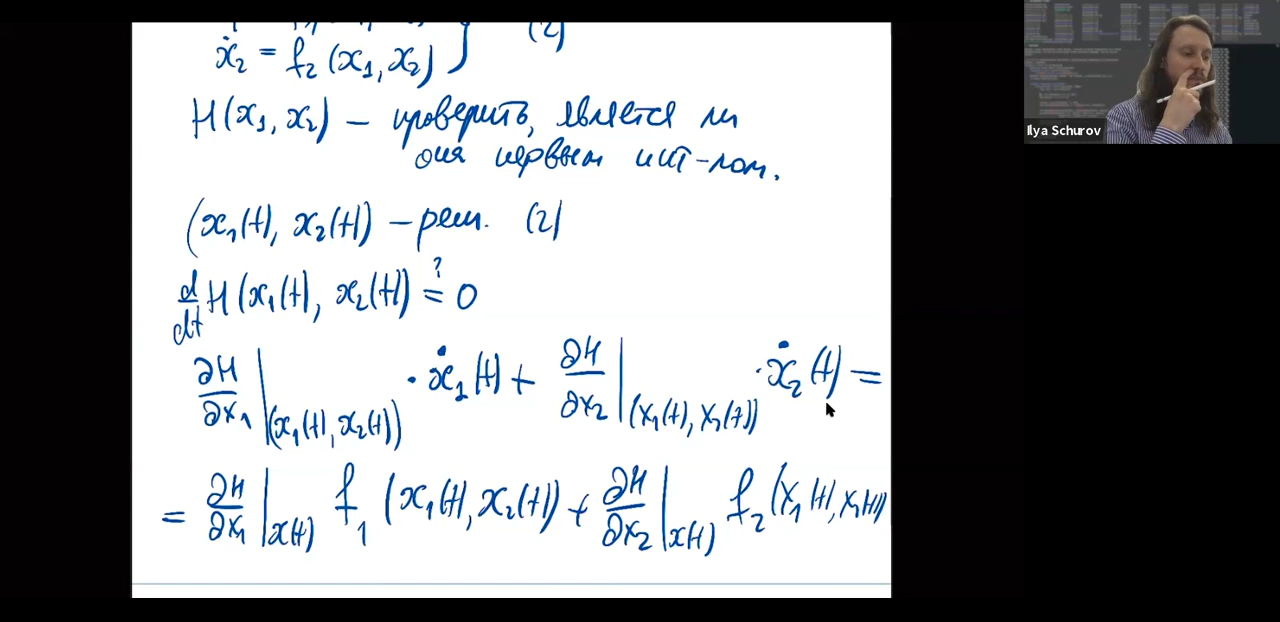 (2)
ẋ₂ = f₂ (x₁, x₂)
H(x₁, x₂) – проверить, является ли
она первым инт-лом.
(x₁(t), x₂(t)) – реш. (2)
d/dt H(x₁(t), x₂(t)) ?= 0
∂H/∂x₁ |(x₁(t), x₂(t)) · ẋ₁(t) + ∂H/∂x₂ |(x₁(t), x₂(t)) · ẋ₂(t) =
= ∂H/∂x₁ |x(t) f₁ (x₁(t), x₂(t)) + ∂H/∂x₂ |x(t) f₂ (x₁(t), x₂(t))
Ilya Schurov